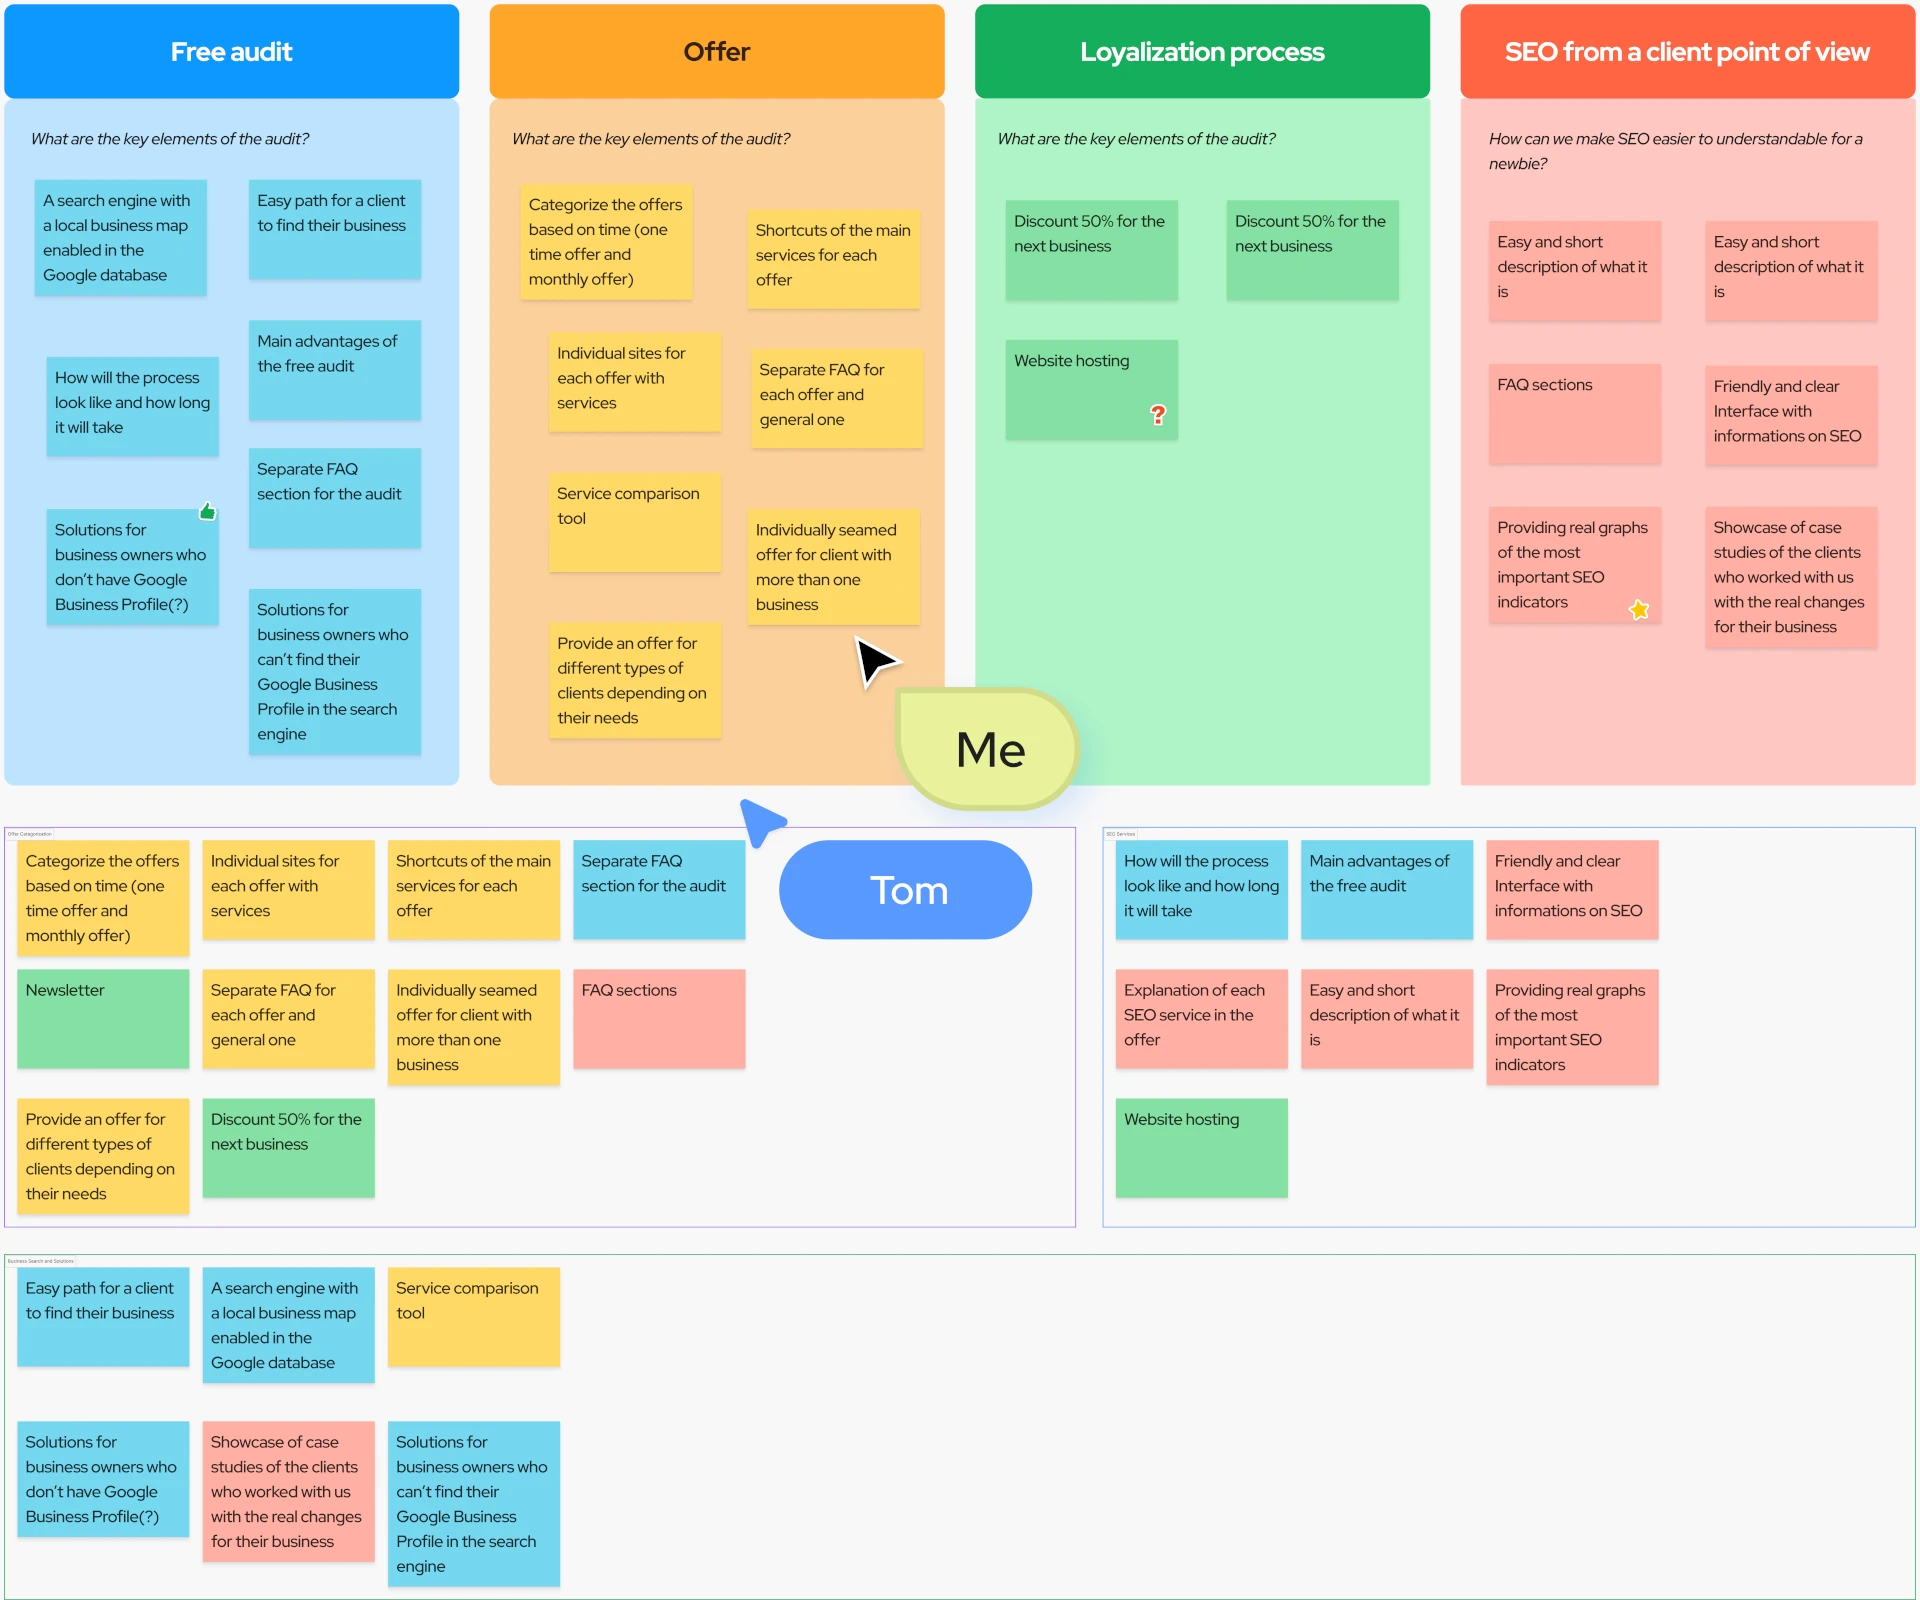 Free audit
What are the key elements of the audit?
A search engine with
a local business map
enabled in the
Google database
Easy path for a client
to find their business
How will the process
look like and how long
it will take
Main advantages of
the free audit
Separate FAQ
section for the audit
Solutions for
business owners who
don't have Google
Business Profile(?)
Solutions for
business owners who
can't find their
Google Business
Profile in the search
engine
Offer
What are the key elements of the audit?
Categorize the offers
based on time (one
time offer and
monthly offer)
Shortcuts of the main
services for each
offer
Individual sites for
each offer with
services
Separate FAQ for
each offer and
general one
Service comparison
tool
Individually seamed
offer for client with
more than one
business
Provide an offer for
different types of
clients depending on
their needs
Loyalization process
What are the key elements of the audit?
Discount 50% for the
next business
Discount 50% for the
next business
Website hosting
?
SEO from a client point of view
How can we make SEO easier to understandable for a
newbie?
Easy and short
description of what it
is
Easy and short
description of what it
is
FAQ sections
Friendly and clear
Interface with
informations on SEO
Providing real graphs
of the most
important SEO
indicators
Showcase of case
studies of the clients
who worked with us
with the real changes
for their business
Me
Tom
Offer Categorization
Categorize the offers
based on time (one
time offer and
monthly offer)
Individual sites for
each offer with
services
Shortcuts of the main
services for each
offer
Separate FAQ
section for the audit
Newsletter
Separate FAQ for
each offer and
general one
Individually seamed
offer for client with
more than one
business
FAQ sections
Provide an offer for
different types of
clients depending on
their needs
Discount 50% for the
next business
SEO Services
How will the process
look like and how long
it will take
Main advantages of
the free audit
Friendly and clear
Interface with
informations on SEO
Explanation of each
SEO service in the
offer
Easy and short
description of what it
is
Providing real graphs
of the most
important SEO
indicators
Website hosting
Business Search and Solutions
Easy path for a client
to find their business
A search engine with
a local business map
enabled in the
Google database
Service comparison
tool
Solutions for
business owners who
don't have Google
Business Profile(?)
Showcase of case
studies of the clients
who worked with us
with the real changes
for their business
Solutions for
business owners who
can't find their
Google Business
Profile in the search
engine